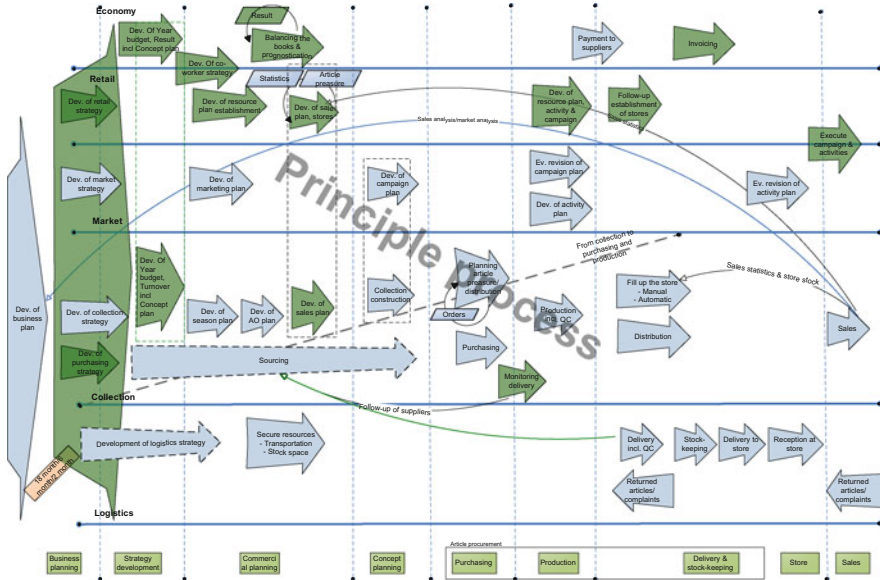 Economy
Result
Dev. Of Year
budget, Result
incl Concept plan
Balancing the
books &
prognotication
Payment to
suppliers
Invoicing
Dev. Of co-
worker strategy
Statistics
Article
preasure
Retail
Dev. of retail
strategy
Dev. of resource
plan establishment
Dev. of sale
plan, stores
Dev. of
resource plan,
activity &
campaign
Follow-up
establishment
of stores
Sales analysis/market analysis
Execute
campaign &
activities
Dev. of market
strategy
Dev. of
marketing plan
Dev. of
campaign
plan
Ev. revision of
campaign plan
Dev. of activity
plan
Ev. revision of
activity plan
Principle process
Market
From collection to
purchasing and
production
Dev. Of
Year
budget,
Turnover
incl
Concept
plan
Planning
article
preasure/
distribution
Sales statistics & store stock
Dev. of
business
plan
Dev. of collection
strategy
Dev. of
season plan
Dev. of
AO plan
Dev. of
sales plan
Collection
construction
Orders
Production
incl. QC
Fill up the store
- Manual
- Automatic
Sales
Distribution
Dev. of
purchasing
strategy
Sourcing
Purchasing
Monitoring
delivery
Collection
Follow-up of suppliers
Development of logistics strategy
Secure resources
- Transportation
- Stock space
Delivery
incl. QC
Stock-
keeping
Delivery to
store
Reception at
store
Returned
articles/
complaints
Returned
articles/
complaints
Logistics
Article procurement
Business
planning
Strategy
development
Commerci
al planning
Concept
planning
Purchasing
Production
Delivery &
stock-keeping
Store
Sales